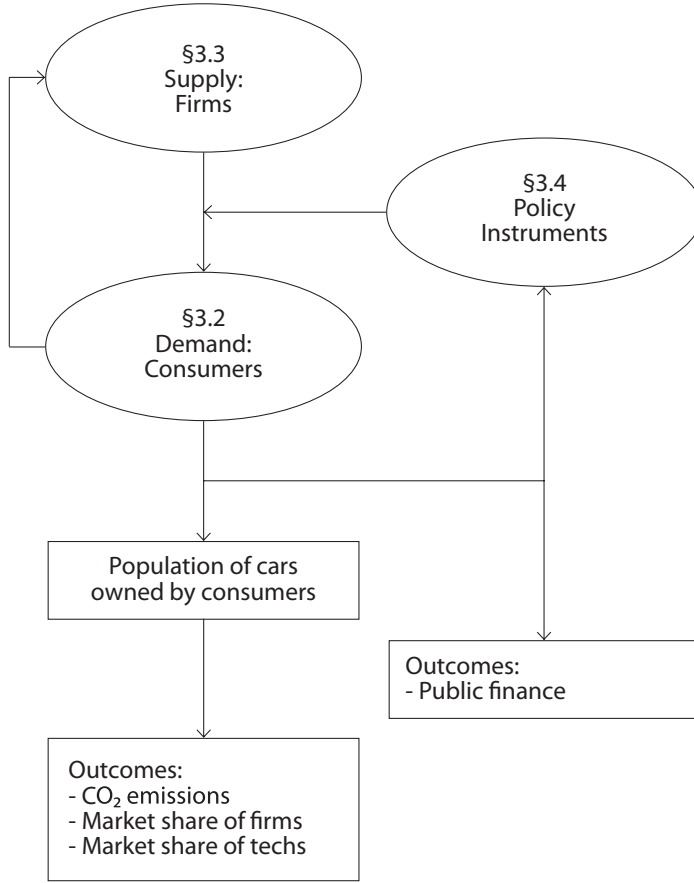 §3.3
Supply:
Firms
§3.4
Policy
Instruments
§3.2
Demand:
Consumers
Population of cars
owned by consumers
Outcomes:
- Public finance
Outcomes:
- CO₂ emissions
- Market share of firms
- Market share of techs